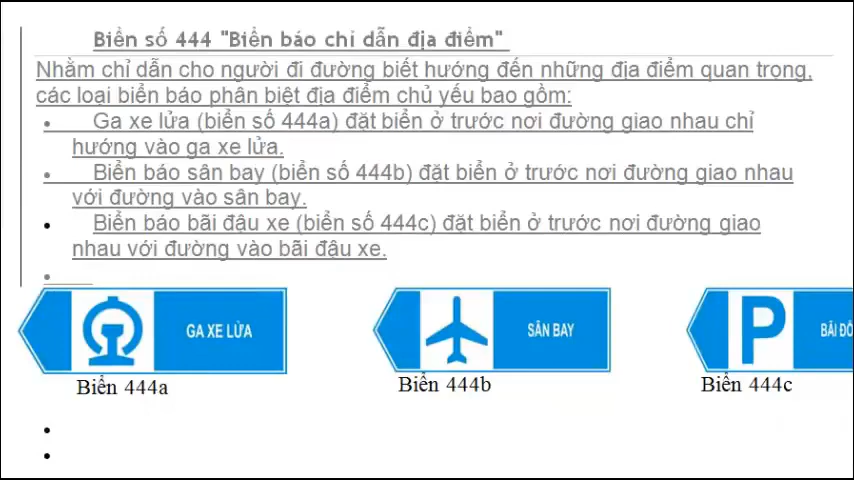 Biển số 444 "Biển báo chỉ dẫn địa điểm"
Nhằm chỉ dẫn cho người đi đường biết hướng đến những địa điểm quan trọng,
các loại biển báo phân biệt địa điểm chủ yếu bao gồm:
• Ga xe lửa (biển số 444a) đặt biển ở trước nơi đường giao nhau chỉ
hướng vào ga xe lửa.
• Biển báo sân bay (biển số 444b) đặt biển ở trước nơi đường giao nhau
với đường vào sân bay.
• Biển báo bãi đậu xe (biển số 444c) đặt biển ở trước nơi đường giao
nhau với đường vào bãi đậu xe.
GA XE LỬA
SÂN BAY
P
BÃI ĐỖ
Biển 444a
Biển 444b
Biển 444c